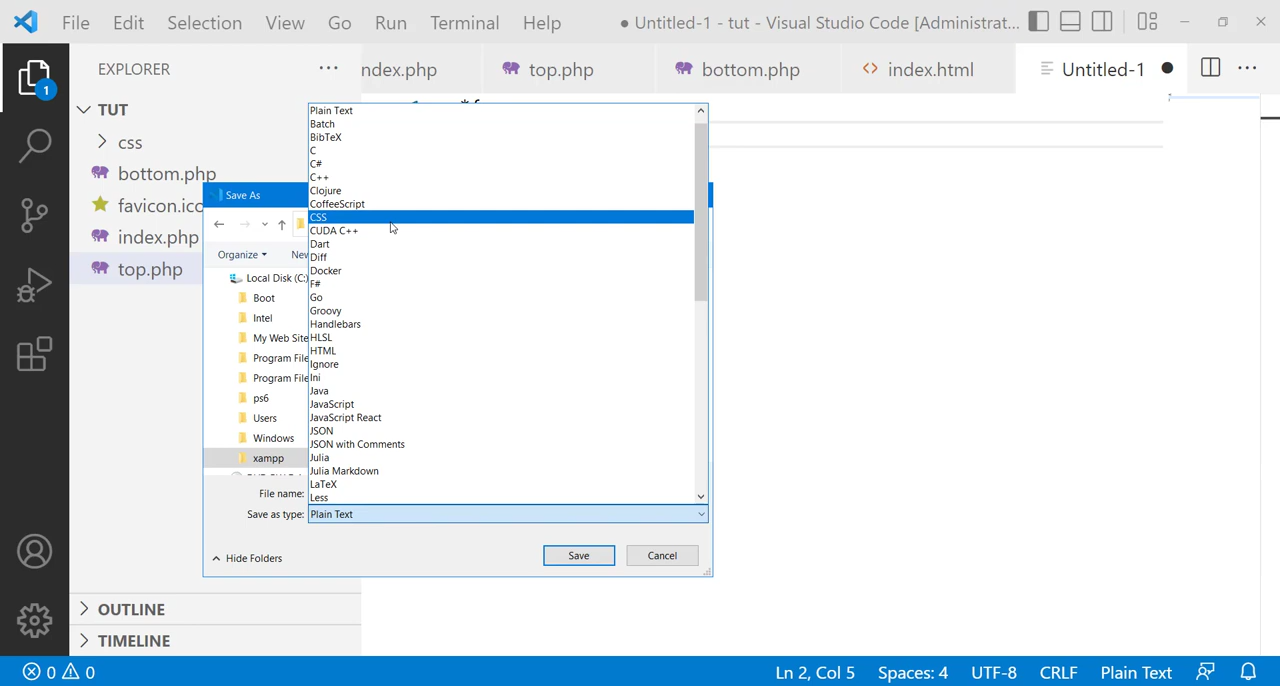 File Edit Selection View Go Run Terminal Help ● Untitled-1 - tut - Visual Studio Code [Administrat...
1
EXPLORER ...
ndex.php top.php bottom.php index.html Untitled-1 ● ...
TUT
css
bottom.php
favicon.ico
index.php
top.php
Save As
Organize
Local Disk (C:)
Boot
Intel
My Web Site
Program File
Program File
ps6
Users
Windows
xampp
Plain Text
Batch
BibTeX
C
C#
C++
Clojure
CoffeeScript
CSS
CUDA C++
Dart
Diff
Docker
F#
Go
Groovy
Handlebars
HLSL
HTML
Ignore
Ini
Java
JavaScript
JavaScript React
JSON
JSON with Comments
Julia
Julia Markdown
LaTeX
Less
File name:
Save as type: Plain Text
Hide Folders Save Cancel
OUTLINE
TIMELINE
0 0 Ln 2, Col 5 Spaces: 4 UTF-8 CRLF Plain Text